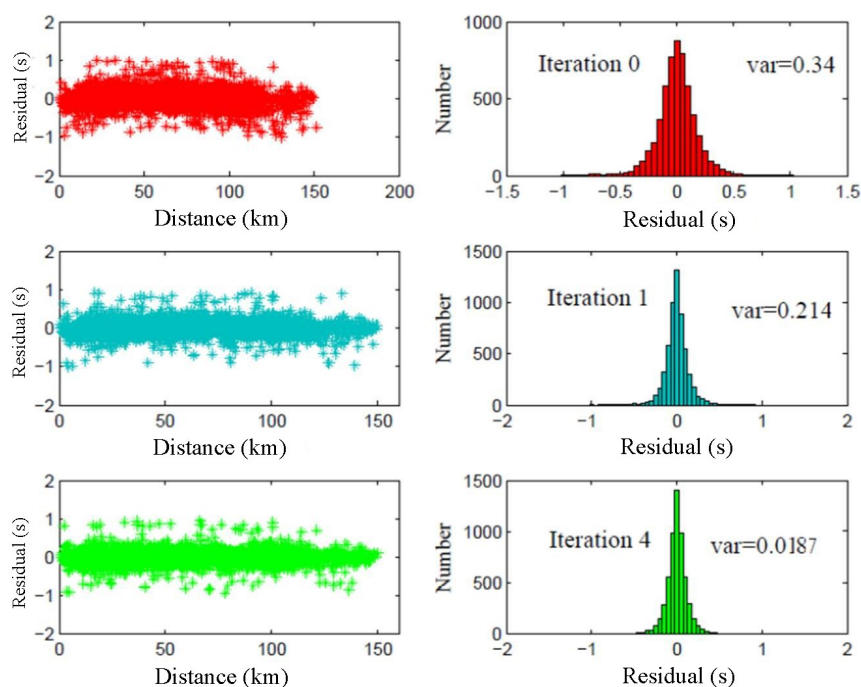 2
1
0
−1
−2
Residual (s)
0 50 100 150 200
Distance (km)
1000
500
0
Number
Iteration 0 var=0.34
−1.5 −1 −0.5 0 0.5 1 1.5
Residual (s)
2
1
0
−1
−2
Residual (s)
0 50 100 150
Distance (km)
1500
1000
500
0
Number
Iteration 1 var=0.214
−2 −1 0 1 2
Residual (s)
2
1
0
−1
−2
Residual (s)
0 50 100 150
Distance (km)
1500
1000
500
0
Number
Iteration 4 var=0.0187
−2 −1 0 1 2
Residual (s)